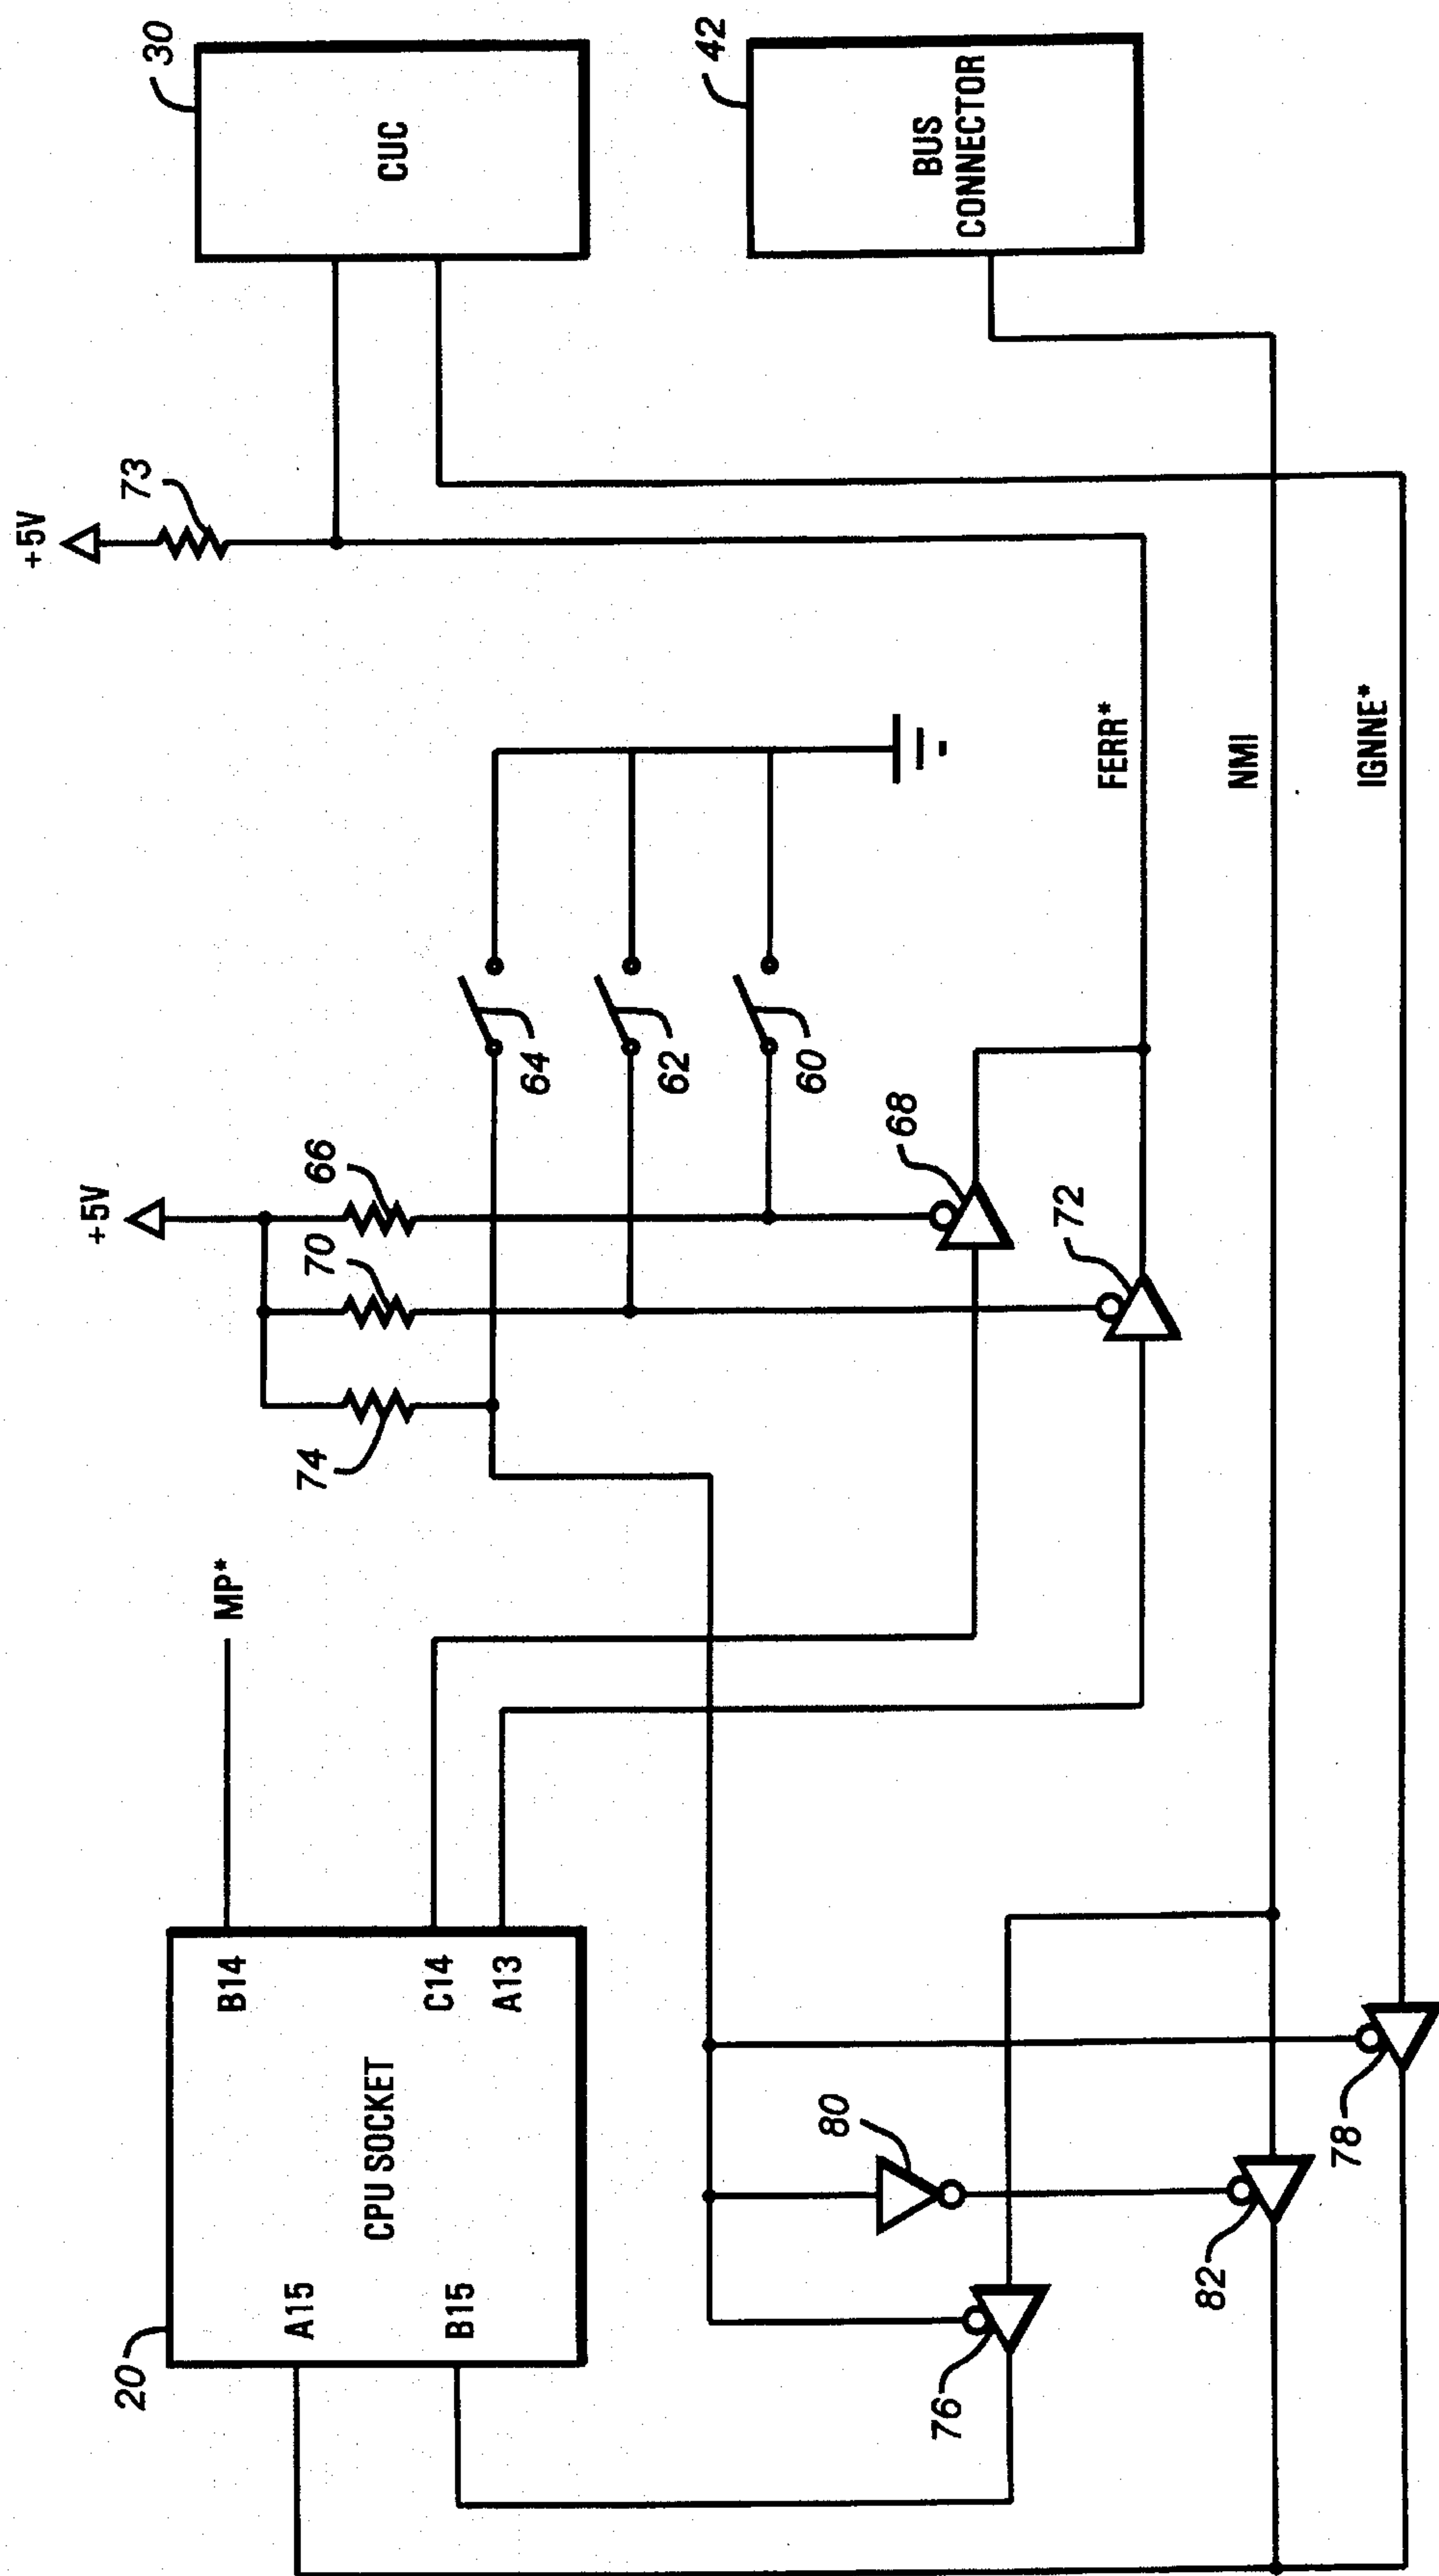 20
CPU SOCKET
A15
B15
B14
C14
A13
MP*
+5V
74
70
66
64
62
60
68
72
+5V
73
30
CUC
42
BUS
CONNECTOR
FERR*
NMI
IGNNE*
76
80
82
78